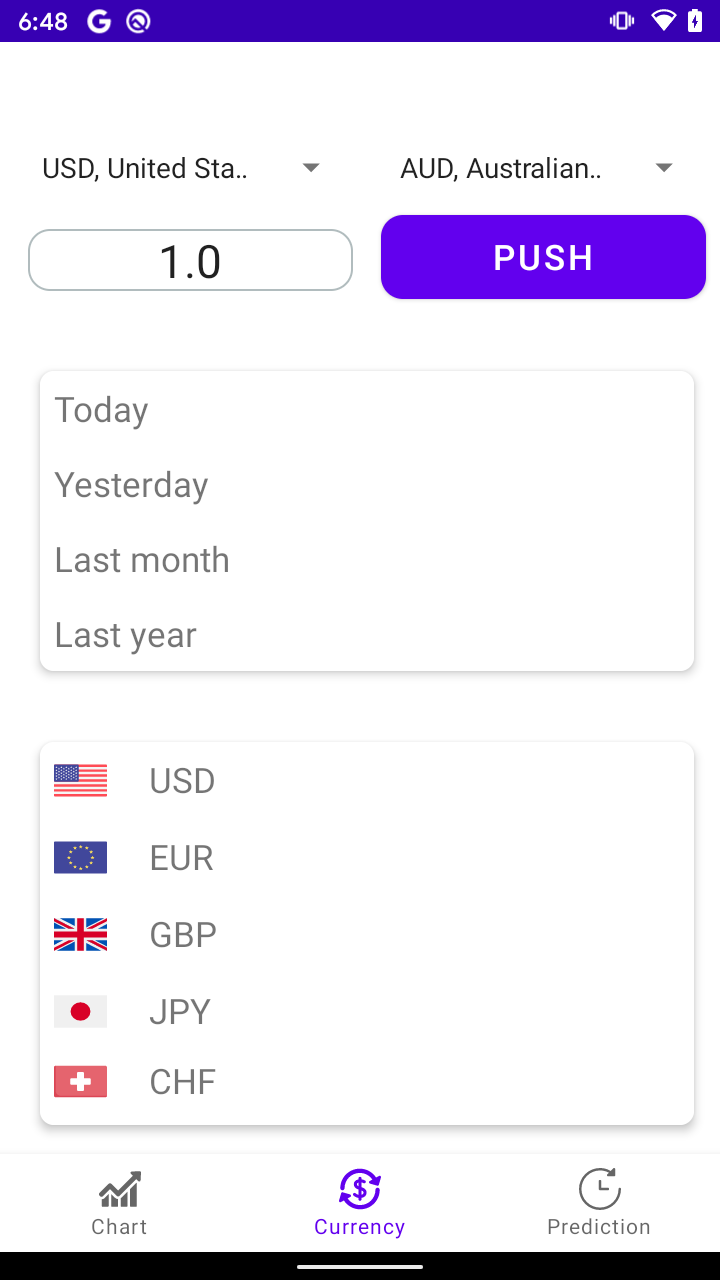 6:48
USD, United Sta..
AUD, Australian..
1.0
PUSH
Today
Yesterday
Last month
Last year
USD
EUR
GBP
JPY
CHF
Chart
Currency
Prediction